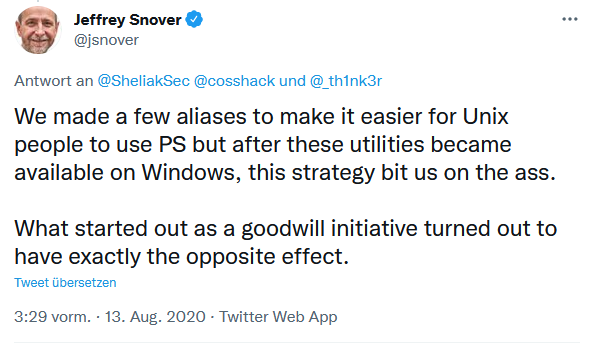 Jeffrey Snover
@jsnover
Antwort an @SheliakSec @cosshack und @_th1nk3r
We made a few aliases to make it easier for Unix
people to use PS but after these utilities became
available on Windows, this strategy bit us on the ass.
What started out as a goodwill initiative turned out to
have exactly the opposite effect.
Tweet übersetzen
3:29 vorm. · 13. Aug. 2020 · Twitter Web App